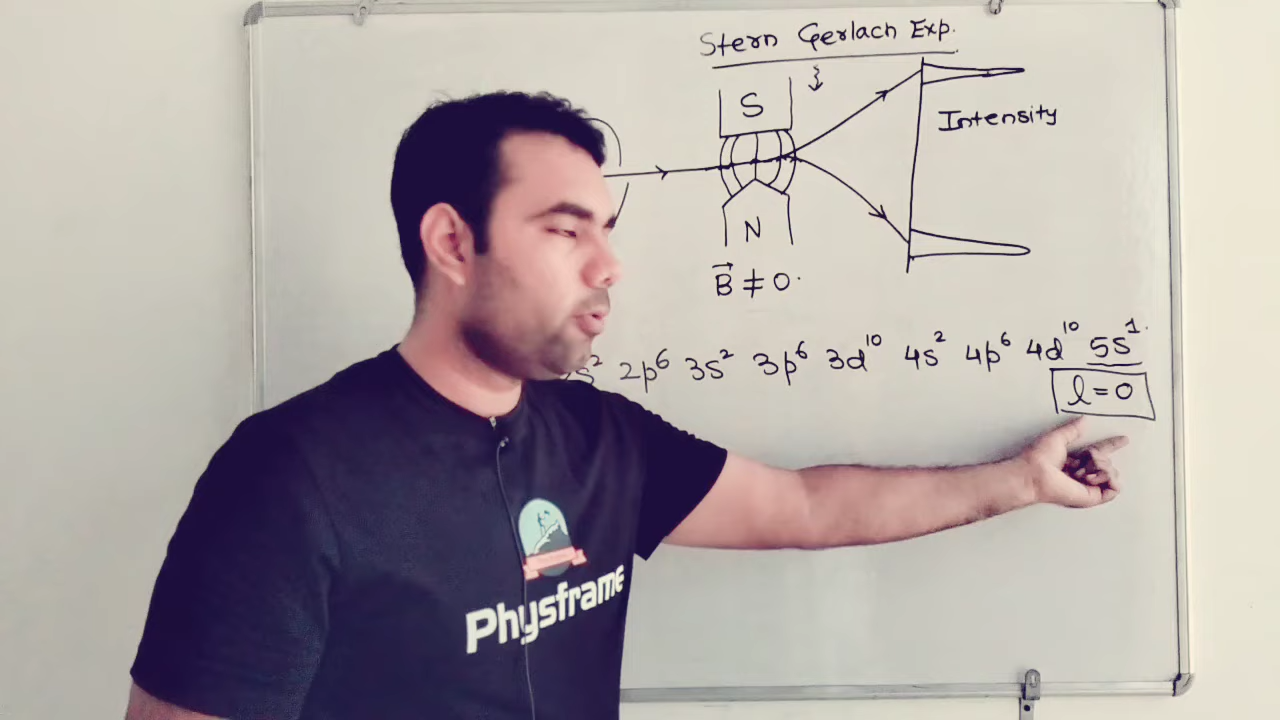 Stern Gerlach Exp.
S
Intensity
N
B⃗ ≠ 0.
s² 2p⁶ 3s² 3p⁶ 3d¹⁰ 4s² 4p⁶ 4d¹⁰ 5s¹.
l = 0
Physframe